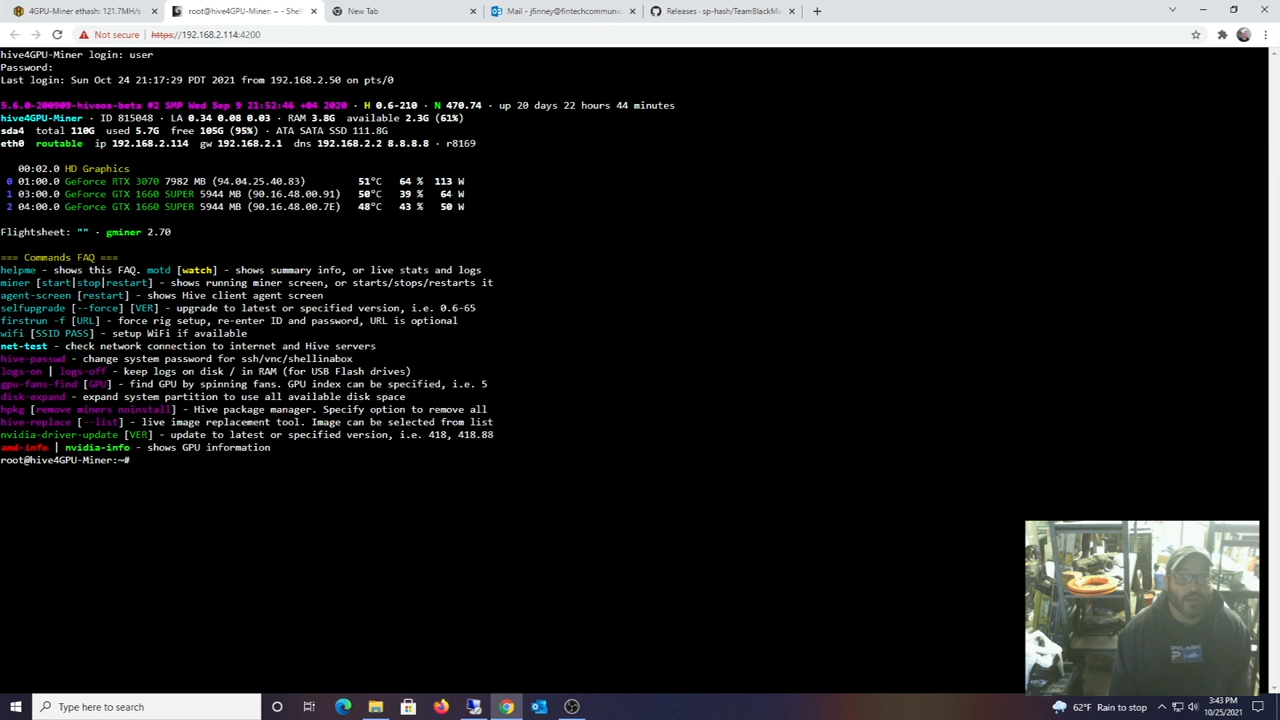 4GPU-Miner ethash: 121.7MH/s
root@hive4GPU-Miner: ~ - Shell
New Tab
Mail - jfinney@fintechcommunic
Releases · sp-hash/TeamBlackMin
Not secure
https://192.168.2.114:4200
hive4GPU-Miner login: user
Password:
Last login: Sun Oct 24 21:17:29 PDT 2021 from 192.168.2.50 on pts/0
5.6.0-200909-hiveos-beta #2 SMP Wed Sep 9 21:52:46 +04 2020 · H 0.6-210 · N 470.74 · up 20 days 22 hours 44 minutes
hive4GPU-Miner · ID 815048 · LA 0.34 0.08 0.03 · RAM 3.8G available 2.3G (61%)
sda4 total 110G used 5.7G free 105G (95%) · ATA SATA SSD 111.8G
eth0 routable ip 192.168.2.114 gw 192.168.2.1 dns 192.168.2.2 8.8.8.8 · r8169
00:02.0 HD Graphics
0 01:00.0 GeForce RTX 3070 7982 MB (94.04.25.40.83) 51°C 64 % 113 W
1 03:00.0 GeForce GTX 1660 SUPER 5944 MB (90.16.48.00.91) 50°C 39 % 64 W
2 04:00.0 GeForce GTX 1660 SUPER 5944 MB (90.16.48.00.7E) 48°C 43 % 50 W
Flightsheet: "" · gminer 2.70
=== Commands FAQ ===
helpme - shows this FAQ. motd [watch] - shows summary info, or live stats and logs
miner [start|stop|restart] - shows running miner screen, or starts/stops/restarts it
agent-screen [restart] - shows Hive client agent screen
selfupgrade [--force] [VER] - upgrade to latest or specified version, i.e. 0.6-65
firstrun -f [URL] - force rig setup, re-enter ID and password, URL is optional
wifi [SSID PASS] - setup WiFi if available
net-test - check network connection to internet and Hive servers
hive-passwd - change system password for ssh/vnc/shellinabox
logs-on | logs-off - keep logs on disk / in RAM (for USB Flash drives)
gpu-fans-find [GPU] - find GPU by spinning fans. GPU index can be specified, i.e. 5
disk-expand - expand system partition to use all available disk space
hpkg [remove miners noinstall] - Hive package manager. Specify option to remove all
hive-replace [--list] - live image replacement tool. Image can be selected from list
nvidia-driver-update [VER] - update to latest or specified version, i.e. 418, 418.88
amd-info | nvidia-info - shows GPU information
root@hive4GPU-Miner:~#
Type here to search
62°F Rain to stop
3:43 PM
10/25/2021